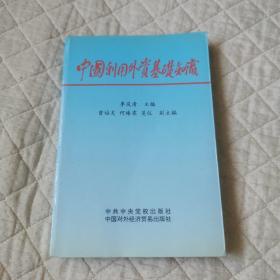 中国利用外资基础知识
李岚清 主编
曾培炎 何椿霖 吴仪 副主编
中共中央党校出版社
中国对外经济贸易出版社